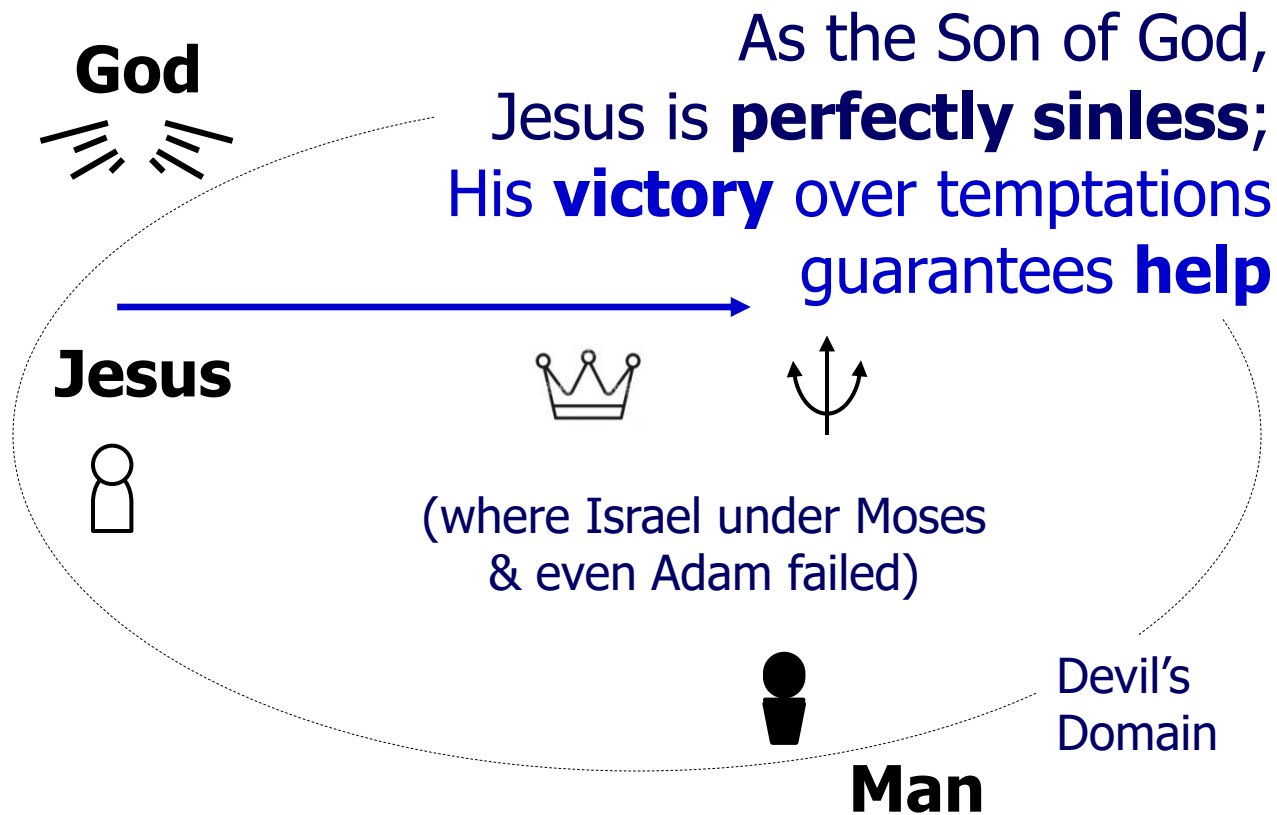 God
As the Son of God,
Jesus is perfectly sinless;
His victory over temptations
guarantees help
Jesus
(where Israel under Moses
& even Adam failed)
Devil’s
Domain
Man